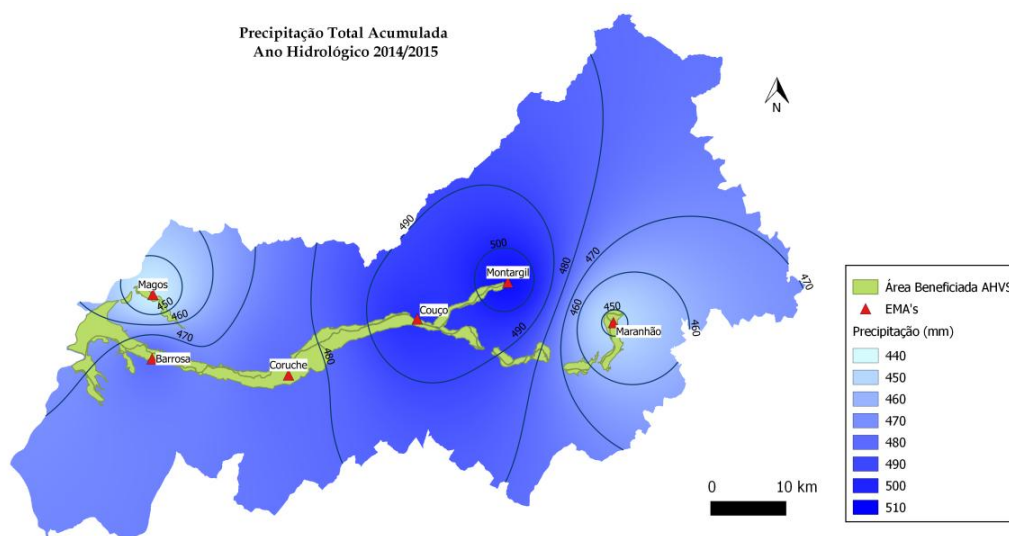 Precipitação Total Acumulada
Ano Hidrológico 2014/2015
N
490
500
480
470
470
Magos
450
460
470
Montargil
450
460
460
Maranhão
Couço
490
Barrosa
Coruche
480
0 10 km
Área Beneficiada AHVS
EMA's
Precipitação (mm)
440
450
460
470
480
490
500
510